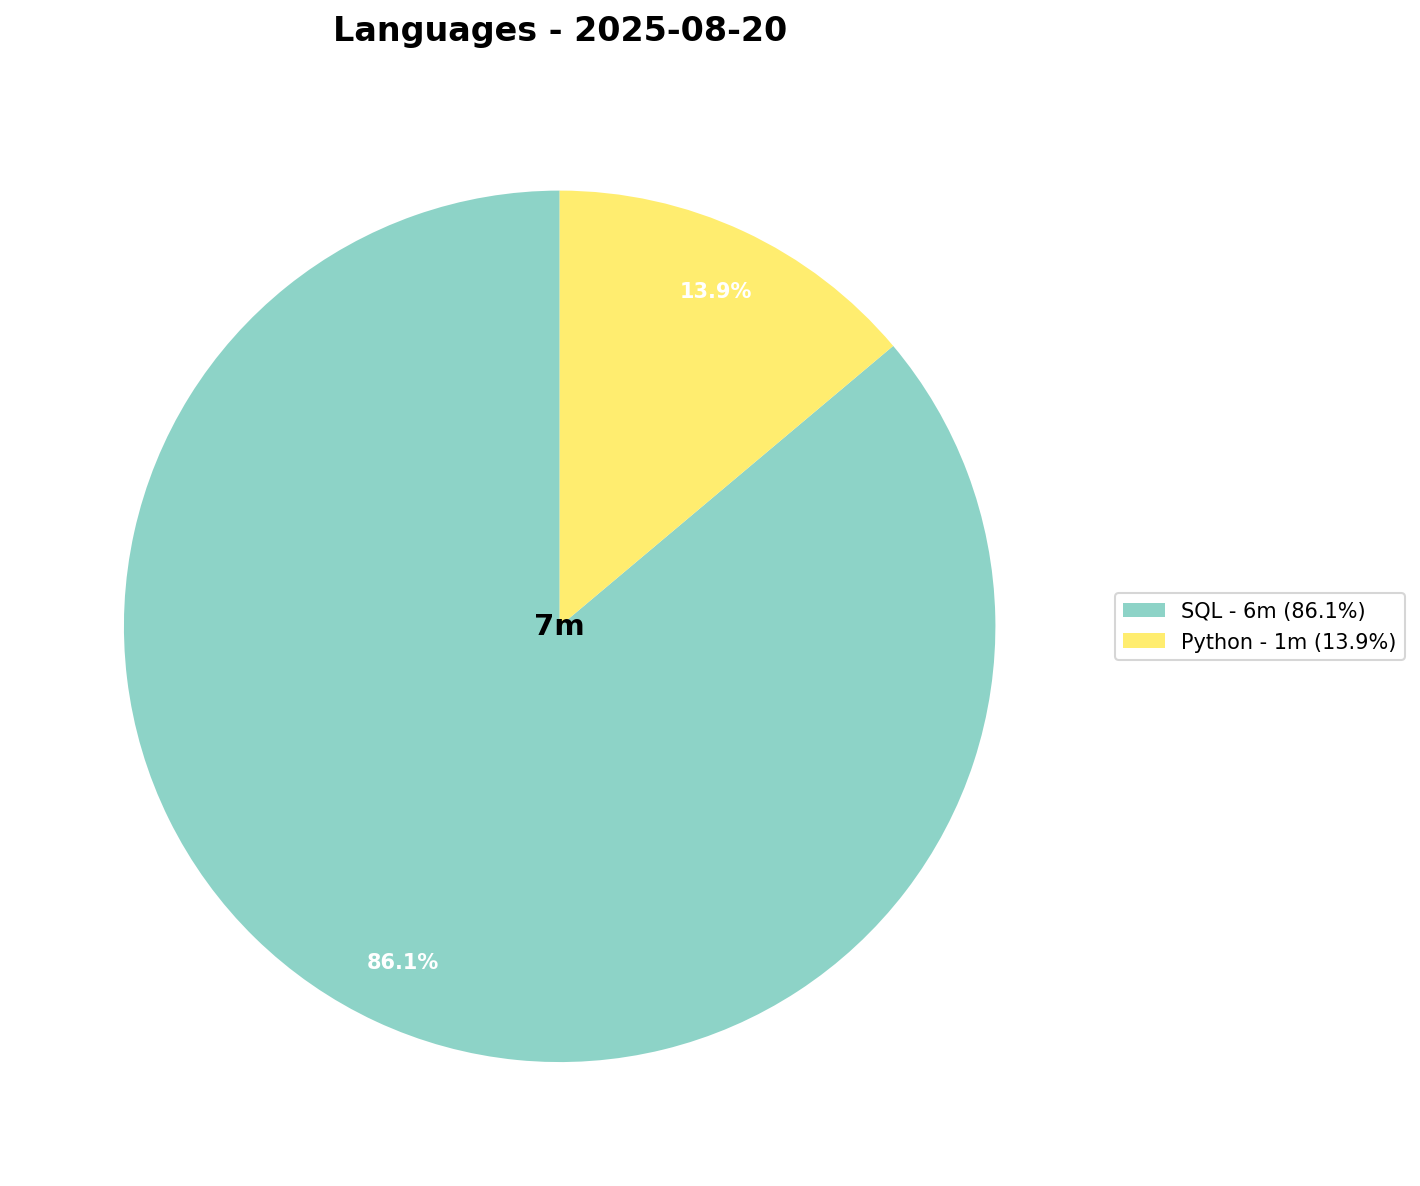 Languages - 2025-08-20
13.9%
7m
SQL - 6m (86.1%)
Python - 1m (13.9%)
86.1%